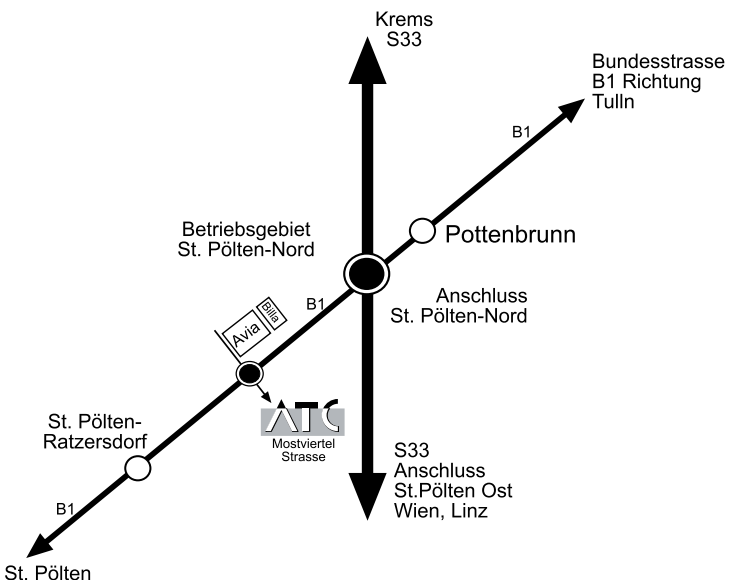 Krems
S33
Bundesstrasse
B1 Richtung
Tulln
B1
Betriebsgebiet
St. Pölten-Nord
Pottenbrunn
Anschluss
St. Pölten-Nord
B1
Billa
Avia
ATC
Mostviertel
Strasse
St. Pölten-
Ratzersdorf
S33
Anschluss
St.Pölten Ost
Wien, Linz
B1
St. Pölten